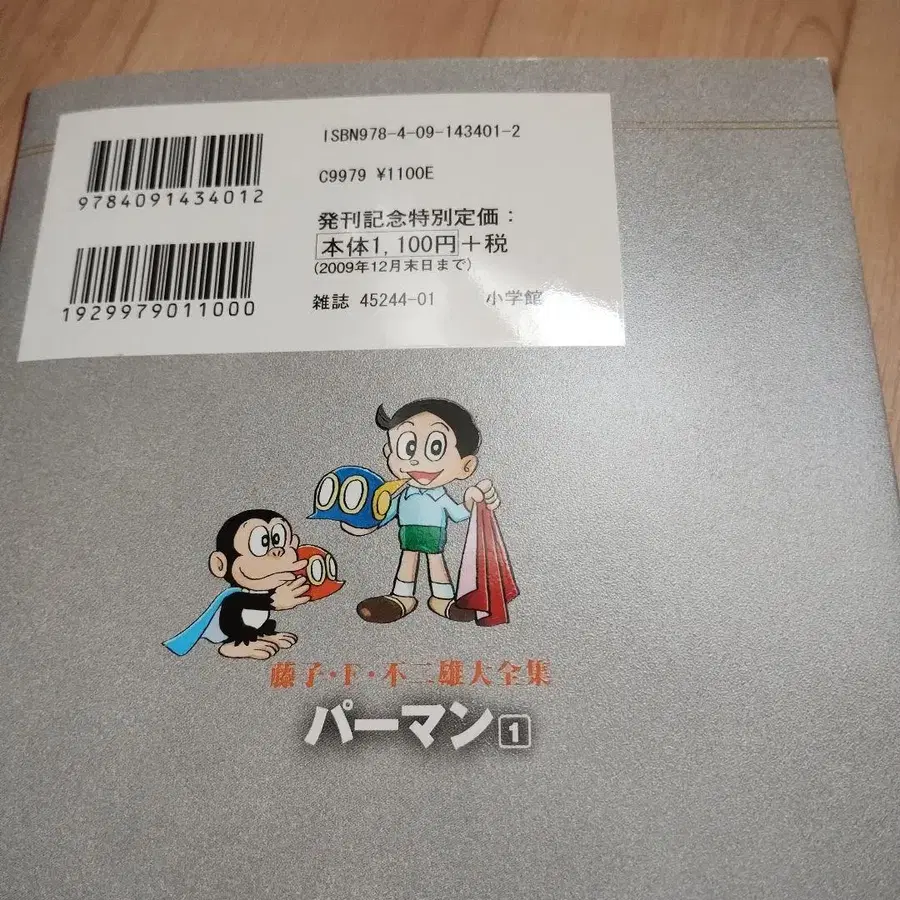 ISBN978-4-09-143401-2
C9979 ¥1100E
9784091434012
発刊記念特別定価：
本体1,100円+税
(2009年12月末日まで)
1929979011000
雑誌 45244-01 小学館
藤子・F・不二雄大全集
パーマン 1